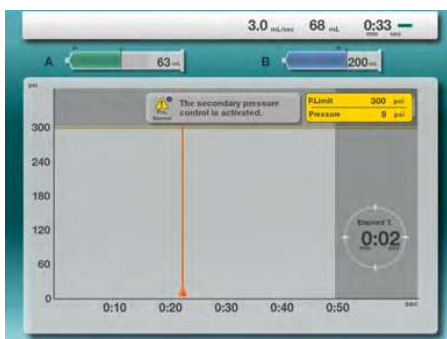 3.0 mL/sec 68 mL 0:33
min sec
A 63 mL B 200 mL
psi
The secondary pressure
control is activated.
P.Limit 300 psi
Pressure 9 psi
300
240
180
120
60
0
Elapsed T.
0:02
min sec
0:10 0:20 0:30 0:40 0:50 sec